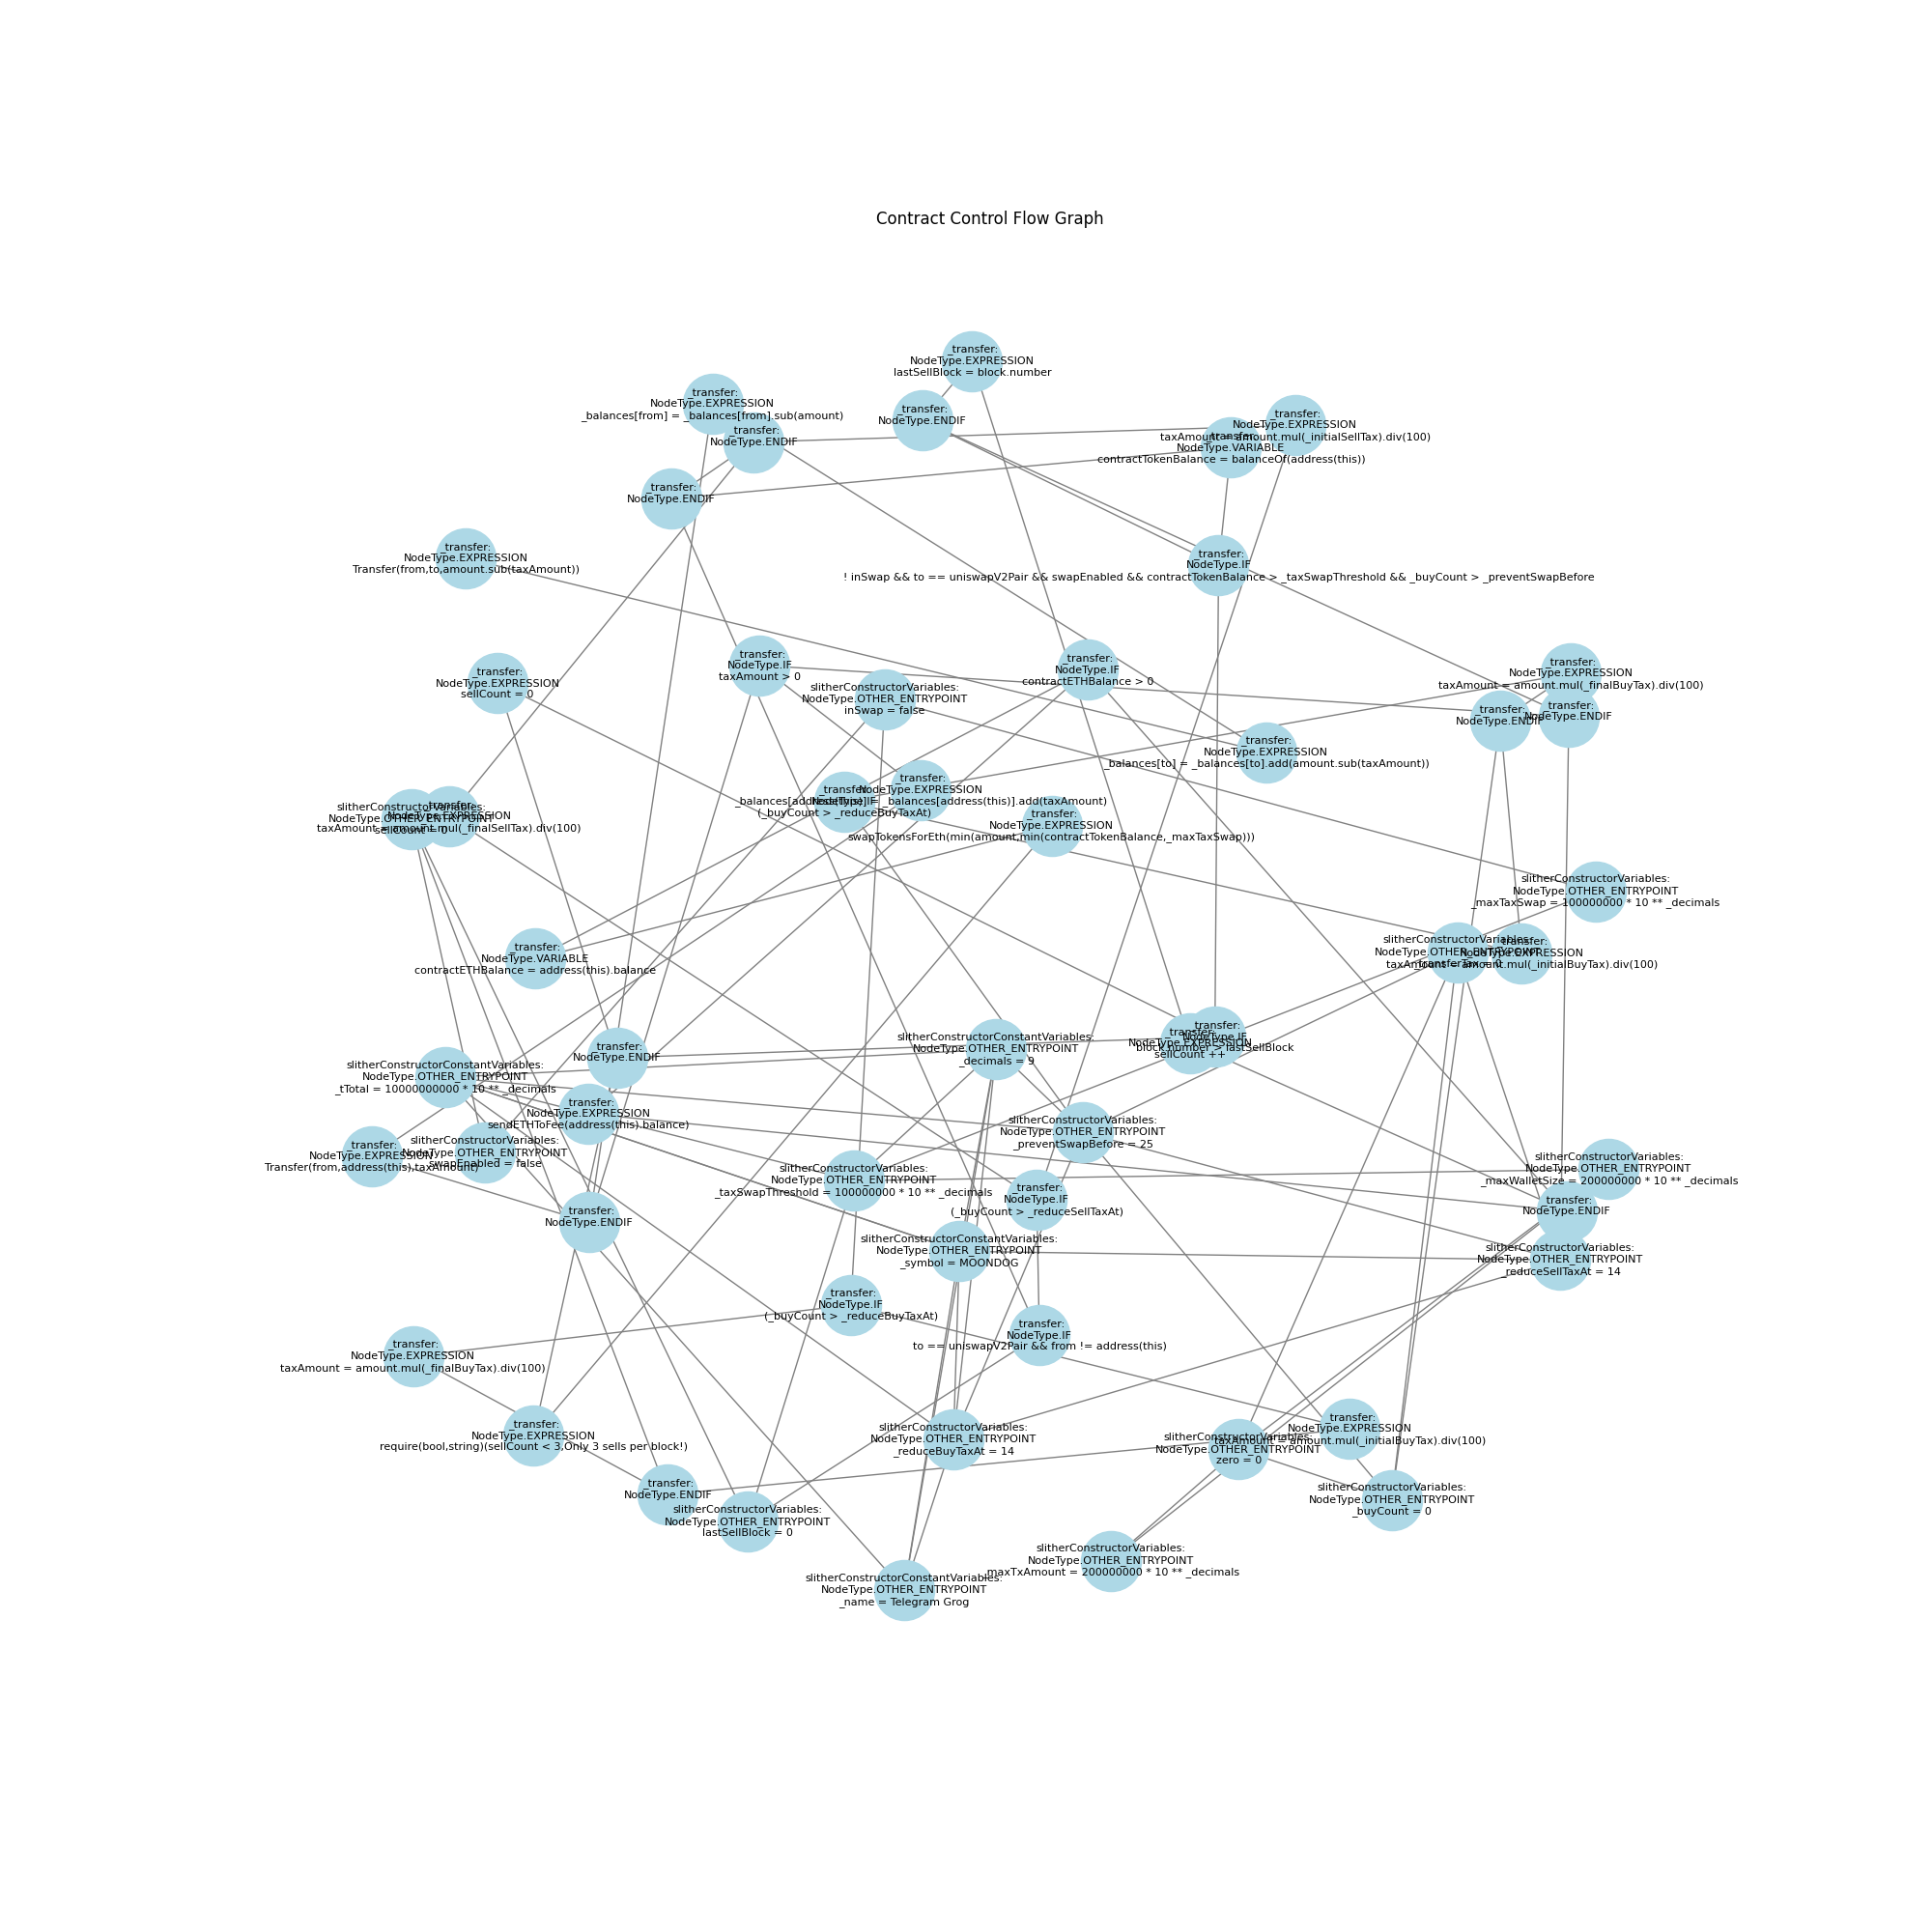 Contract Control Flow Graph
_transfer:
NodeType.EXPRESSION
lastSellBlock = block.number
_transfer:
NodeType.EXPRESSION
_balances[from] = _balances[from].sub(amount)
_transfer:
NodeType.ENDIF
_transfer:
NodeType.ENDIF
_transfer:
NodeType.EXPRESSION
taxAmount = amount.mul(_initialSellTax).div(100)
_transfer:
NodeType.VARIABLE
contractTokenBalance = balanceOf(address(this))
_transfer:
NodeType.ENDIF
_transfer:
NodeType.EXPRESSION
Transfer(from,to,amount.sub(taxAmount))
_transfer:
NodeType.IF
! inSwap && to == uniswapV2Pair && swapEnabled && contractTokenBalance > _taxSwapThreshold && _buyCount > _preventSwapBefore
_transfer:
NodeType.IF
taxAmount > 0
_transfer:
NodeType.IF
contractETHBalance > 0
_transfer:
NodeType.EXPRESSION
taxAmount = amount.mul(_finalBuyTax).div(100)
_transfer:
NodeType.EXPRESSION
sellCount = 0
slitherConstructorVariables:
NodeType.OTHER_ENTRYPOINT
inSwap = false
_transfer:
NodeType.ENDIF
_transfer:
NodeType.ENDIF
_transfer:
NodeType.EXPRESSION
_balances[to] = _balances[to].add(amount.sub(taxAmount))
_transfer:
NodeType.EXPRESSION
_balances[address(this)] = _balances[address(this)].add(taxAmount)
_transfer:
NodeType.IF
(_buyCount > _reduceBuyTaxAt)
slitherConstructorVariables:
NodeType.OTHER_ENTRYPOINT
sellCount = 0
_transfer:
NodeType.EXPRESSION
taxAmount = amount.mul(_finalSellTax).div(100)
_transfer:
NodeType.EXPRESSION
swapTokensForEth(min(amount,min(contractTokenBalance,_maxTaxSwap)))
slitherConstructorVariables:
NodeType.OTHER_ENTRYPOINT
_maxTaxSwap = 100000000 * 10 ** _decimals
_transfer:
NodeType.VARIABLE
contractETHBalance = address(this).balance
slitherConstructorVariables:
NodeType.OTHER_ENTRYPOINT
_transferTax = 0
_transfer:
NodeType.EXPRESSION
taxAmount = amount.mul(_initialBuyTax).div(100)
_transfer:
NodeType.IF
block.number > lastSellBlock
_transfer:
NodeType.EXPRESSION
sellCount ++
slitherConstructorConstantVariables:
NodeType.OTHER_ENTRYPOINT
_decimals = 9
_transfer:
NodeType.ENDIF
slitherConstructorConstantVariables:
NodeType.OTHER_ENTRYPOINT
_tTotal = 10000000000 * 10 ** _decimals
_transfer:
NodeType.EXPRESSION
sendETHToFee(address(this).balance)
slitherConstructorVariables:
NodeType.OTHER_ENTRYPOINT
_preventSwapBefore = 25
_transfer:
NodeType.EXPRESSION
Transfer(from,address(this),taxAmount)
slitherConstructorVariables:
NodeType.OTHER_ENTRYPOINT
swapEnabled = false
slitherConstructorVariables:
NodeType.OTHER_ENTRYPOINT
_taxSwapThreshold = 100000000 * 10 ** _decimals
slitherConstructorVariables:
NodeType.OTHER_ENTRYPOINT
_maxWalletSize = 200000000 * 10 ** _decimals
_transfer:
NodeType.IF
(_buyCount > _reduceSellTaxAt)
_transfer:
NodeType.ENDIF
_transfer:
NodeType.ENDIF
slitherConstructorConstantVariables:
NodeType.OTHER_ENTRYPOINT
_symbol = MOONDOG
slitherConstructorVariables:
NodeType.OTHER_ENTRYPOINT
_reduceSellTaxAt = 14
_transfer:
NodeType.IF
(_buyCount > _reduceBuyTaxAt)
_transfer:
NodeType.IF
to == uniswapV2Pair && from != address(this)
_transfer:
NodeType.EXPRESSION
taxAmount = amount.mul(_finalBuyTax).div(100)
_transfer:
NodeType.EXPRESSION
require(bool,string)(sellCount < 3,Only 3 sells per block!)
slitherConstructorVariables:
NodeType.OTHER_ENTRYPOINT
_reduceBuyTaxAt = 14
slitherConstructorVariables:
NodeType.OTHER_ENTRYPOINT
zero = 0
_transfer:
NodeType.EXPRESSION
taxAmount = amount.mul(_initialBuyTax).div(100)
_transfer:
NodeType.ENDIF
slitherConstructorVariables:
NodeType.OTHER_ENTRYPOINT
lastSellBlock = 0
slitherConstructorVariables:
NodeType.OTHER_ENTRYPOINT
_buyCount = 0
slitherConstructorVariables:
NodeType.OTHER_ENTRYPOINT
_maxTxAmount = 200000000 * 10 ** _decimals
slitherConstructorConstantVariables:
NodeType.OTHER_ENTRYPOINT
_name = Telegram Grog